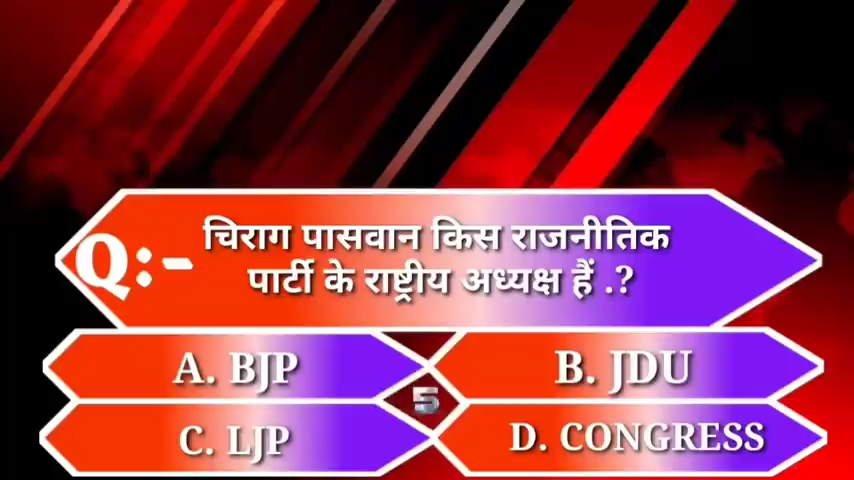 Q:- चिराग पासवान किस राजनीतिक
पार्टी के राष्ट्रीय अध्यक्ष हैं .?
A. BJP
B. JDU
5
C. LJP
D. CONGRESS